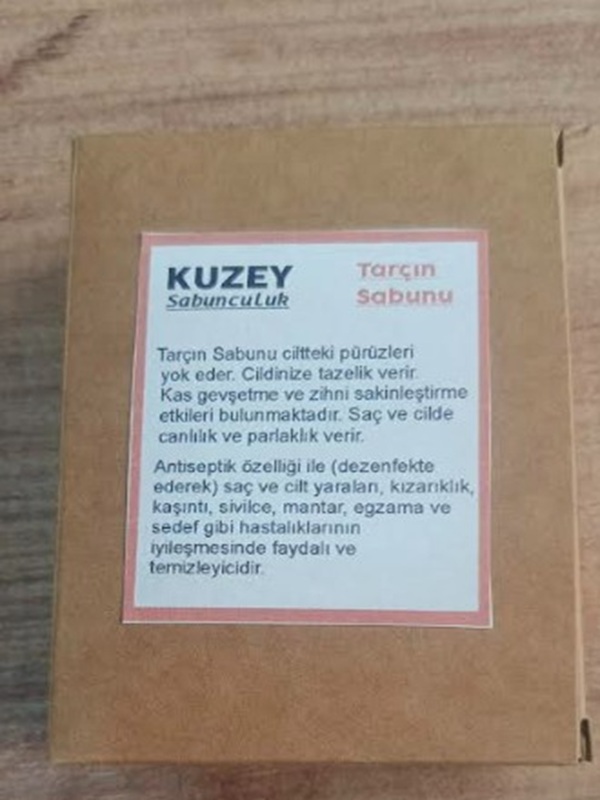 KUZEY
Sabunculuk
Tarçın
Sabunu
Tarçın Sabunu ciltteki pürüzleri
yok eder. Cildinize tazelik verir.
Kas gevşetme ve zihni sakinleştirme
etkileri bulunmaktadır. Saç ve cilde
canlılık ve parlaklık verir.
Antiseptik özelliği ile (dezenfekte
ederek) saç ve cilt yaraları, kızarıklık,
kaşıntı, sivilce, mantar, egzama ve
sedef gibi hastalıklarının
iyileşmesinde faydalı ve
temizleyicidir.